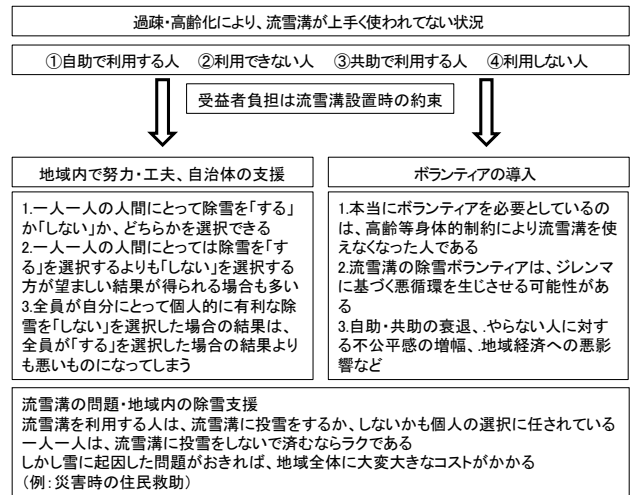 過疎・高齢化により、流雪溝が上手く使われてない状況
①自助で利用する人　②利用できない人　③共助で利用する人　④利用しない人
受益者負担は流雪溝設置時の約束
地域内で努力・工夫、自治体の支援
1.一人一人の人間にとって除雪を「する」
か「しない」か、どちらかを選択できる
2.一人一人の人間にとっては除雪を「す
る」を選択するよりも「しない」を選択する
方が望ましい結果が得られる場合も多い
3.全員が自分にとって個人的に有利な除
雪を「しない」を選択した場合の結果は、
全員が「する」を選択した場合の結果より
も悪いものになってしまう
ボランティアの導入
1.本当にボランティアを必要としているの
は、高齢等身体的制約により流雪溝を使
えなくなった人である
2.流雪溝の除雪ボランティアは、ジレンマ
に基づく悪循環を生じさせる可能性があ
る
3.自助・共助の衰退、.やらない人に対す
る不公平感の増幅、.地域経済への悪影
響など
流雪溝の問題・地域内の除雪支援
流雪溝を利用する人は、流雪溝に投雪をするか、しないかも個人の選択に任されている
一人一人は、流雪溝に投雪をしないで済むならラクである
しかし雪に起因した問題がおきれば、地域全体に大変大きなコストがかかる
（例：災害時の住民救助）